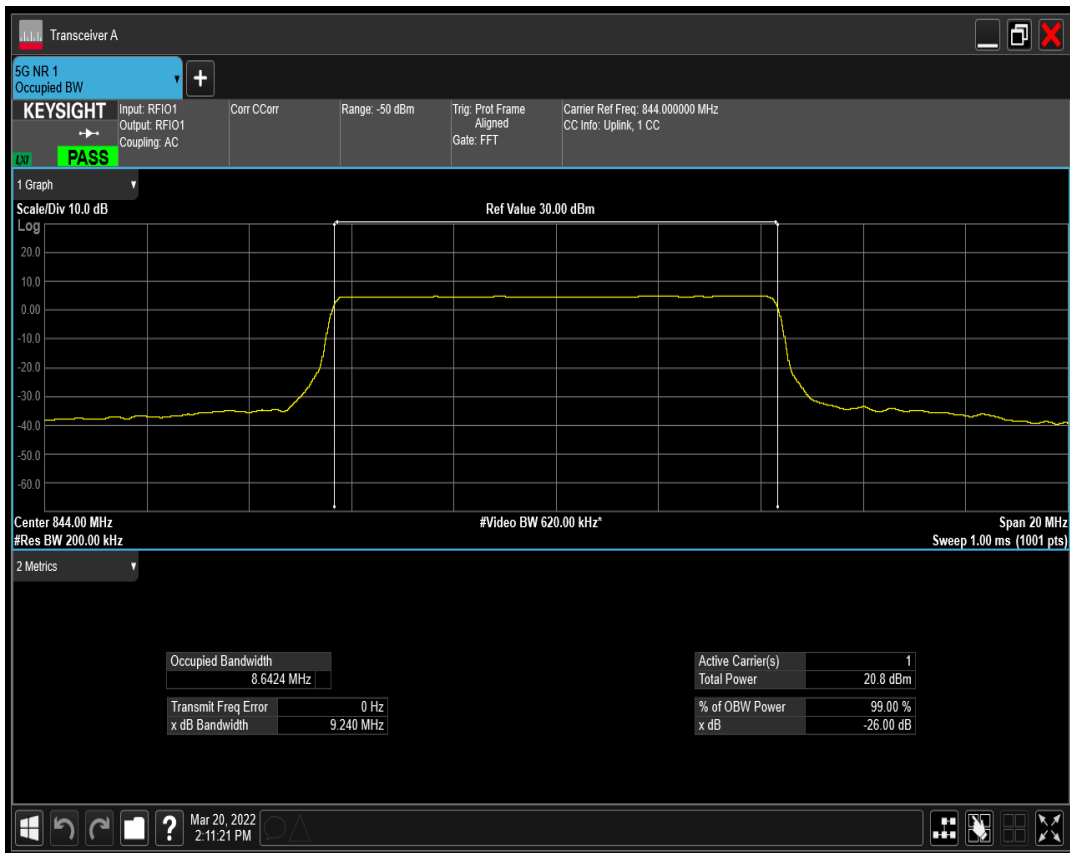 Transceiver A
5G NR 1
Occupied BW
+
KEYSIGHT
LXI
PASS
Input: RFIO1
Output: RFIO1
Coupling: AC
Corr CCorr
Range: -50 dBm
Trig: Prot Frame
Aligned
Gate: FFT
Carrier Ref Freq: 844.000000 MHz
CC Info: Uplink, 1 CC
1 Graph
Scale/Div 10.0 dB
Ref Value 30.00 dBm
Log
20.0
10.0
0.00
-10.0
-20.0
-30.0
-40.0
-50.0
-60.0
Center 844.00 MHz
#Video BW 620.00 kHz*
Span 20 MHz
#Res BW 200.00 kHz
Sweep 1.00 ms (1001 pts)
2 Metrics
Occupied Bandwidth
8.6424 MHz
Transmit Freq Error 0 Hz
x dB Bandwidth 9.240 MHz
Active Carrier(s) 1
Total Power 20.8 dBm
% of OBW Power 99.00 %
x dB -26.00 dB
?
Mar 20, 2022
2:11:21 PM